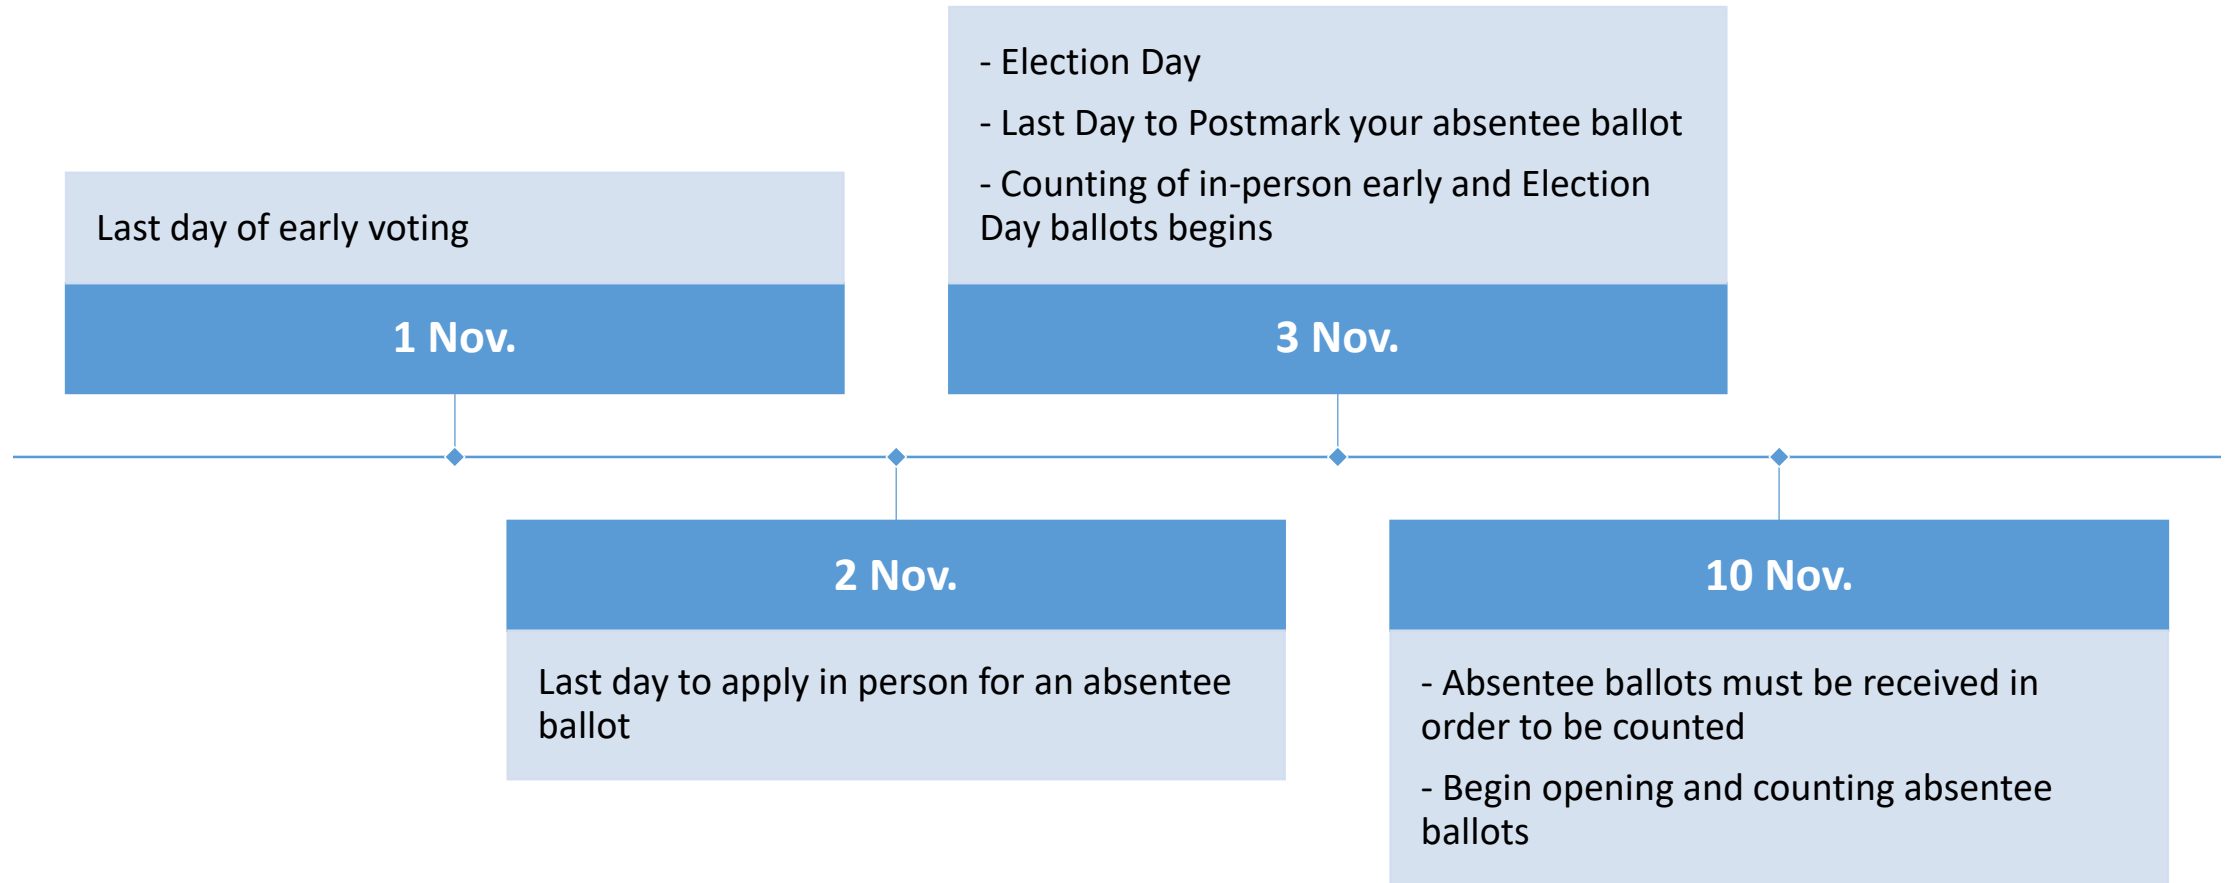 Last day of early voting
1 Nov.
2 Nov.
Last day to apply in person for an absentee
ballot
- Election Day
- Last Day to Postmark your absentee ballot
- Counting of in-person early and Election
Day ballots begins
3 Nov.
10 Nov.
- Absentee ballots must be received in
order to be counted
- Begin opening and counting absentee
ballots